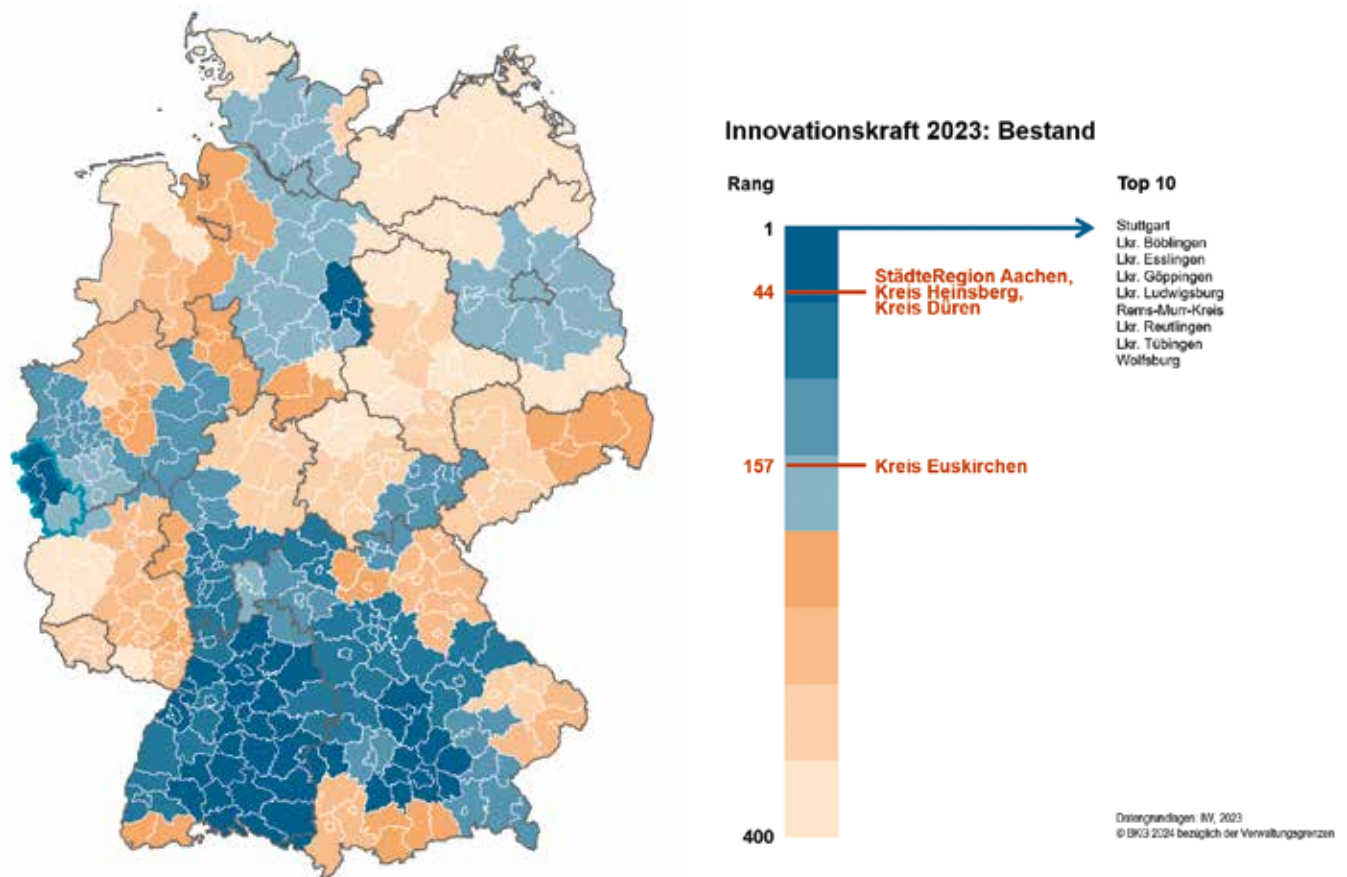 Innovationskraft 2023: Bestand
Rang
Top 10
1
Stuttgart
Lkr. Böblingen
Lkr. Esslingen
Lkr. Göppingen
Lkr. Ludwigsburg
Rems-Murr-Kreis
Lkr. Reutlingen
Lkr. Tübingen
Wolfsburg
44
StädteRegion Aachen,
Kreis Heinsberg,
Kreis Düren
157
Kreis Euskirchen
400
Datengrundlagen: IW, 2023
© BKG 2024 bezüglich der Verwaltungsgrenzen